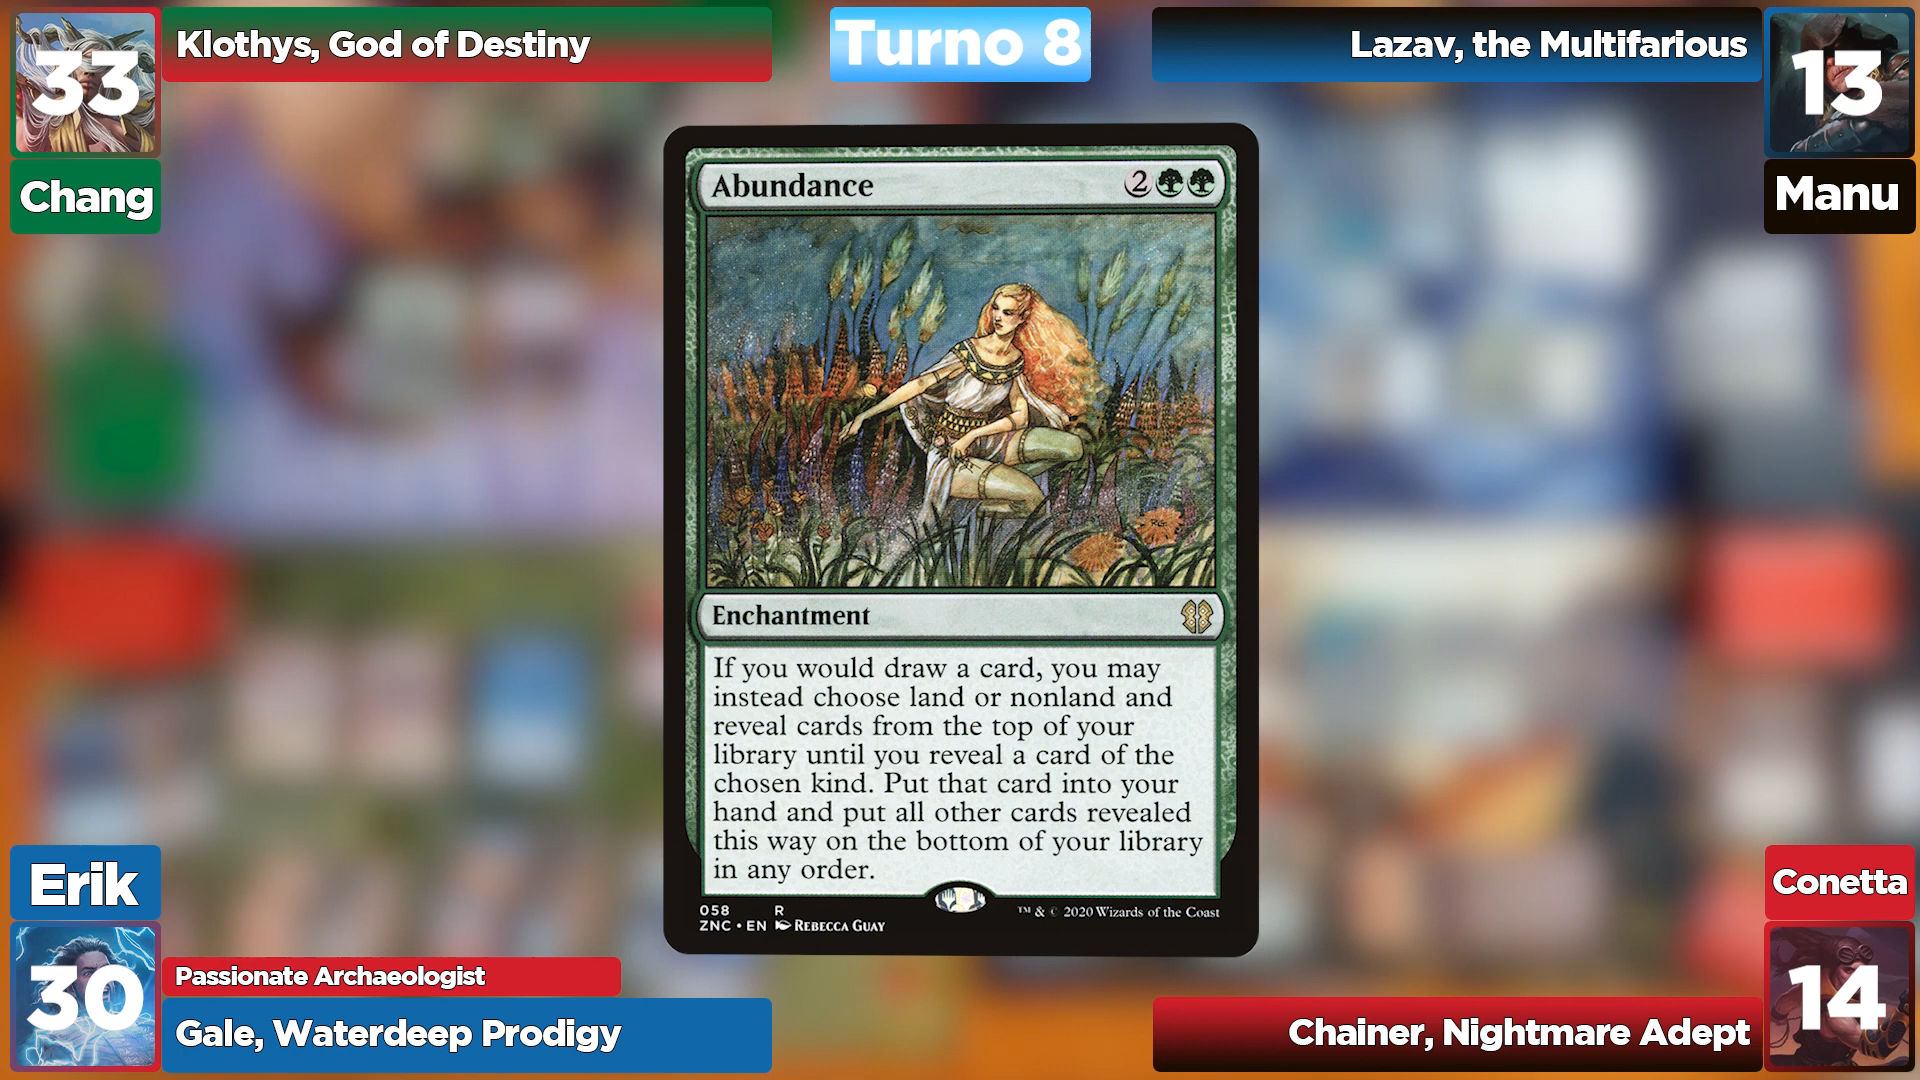 33
Klothys, God of Destiny
Chang
Turno 8
Lazav, the Multifarious
13
Manu
Abundance 2
Enchantment
If you would draw a card, you may
instead choose land or nonland and
reveal cards from the top of your
library until you reveal a card of the
chosen kind. Put that card into your
hand and put all other cards revealed
this way on the bottom of your library
in any order.
058 R
ZNC • EN Rebecca Guay
™ & © 2020 Wizards of the Coast
Erik
30
Passionate Archaeologist
Gale, Waterdeep Prodigy
Conetta
14
Chainer, Nightmare Adept